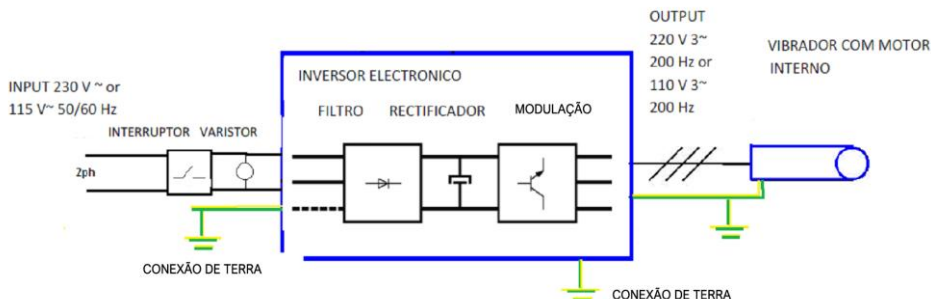 INPUT 230 V ~ or
115 V~ 50/60 Hz
INTERRUPTOR VARISTOR
2ph
CONEXÃO DE TERRA
INVERSOR ELECTRONICO
FILTRO RECTIFICADOR MODULAÇÃO
OUTPUT
220 V 3~
200 Hz or
110 V 3~
200 Hz
VIBRADOR COM MOTOR
INTERNO
CONEXÃO DE TERRA